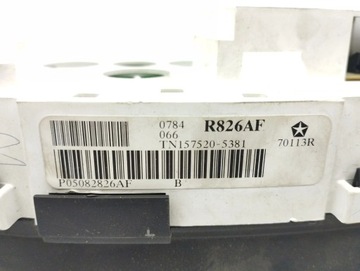 0784 R826AF
066
TN157520-5381 70113R
P05082826AF B
L